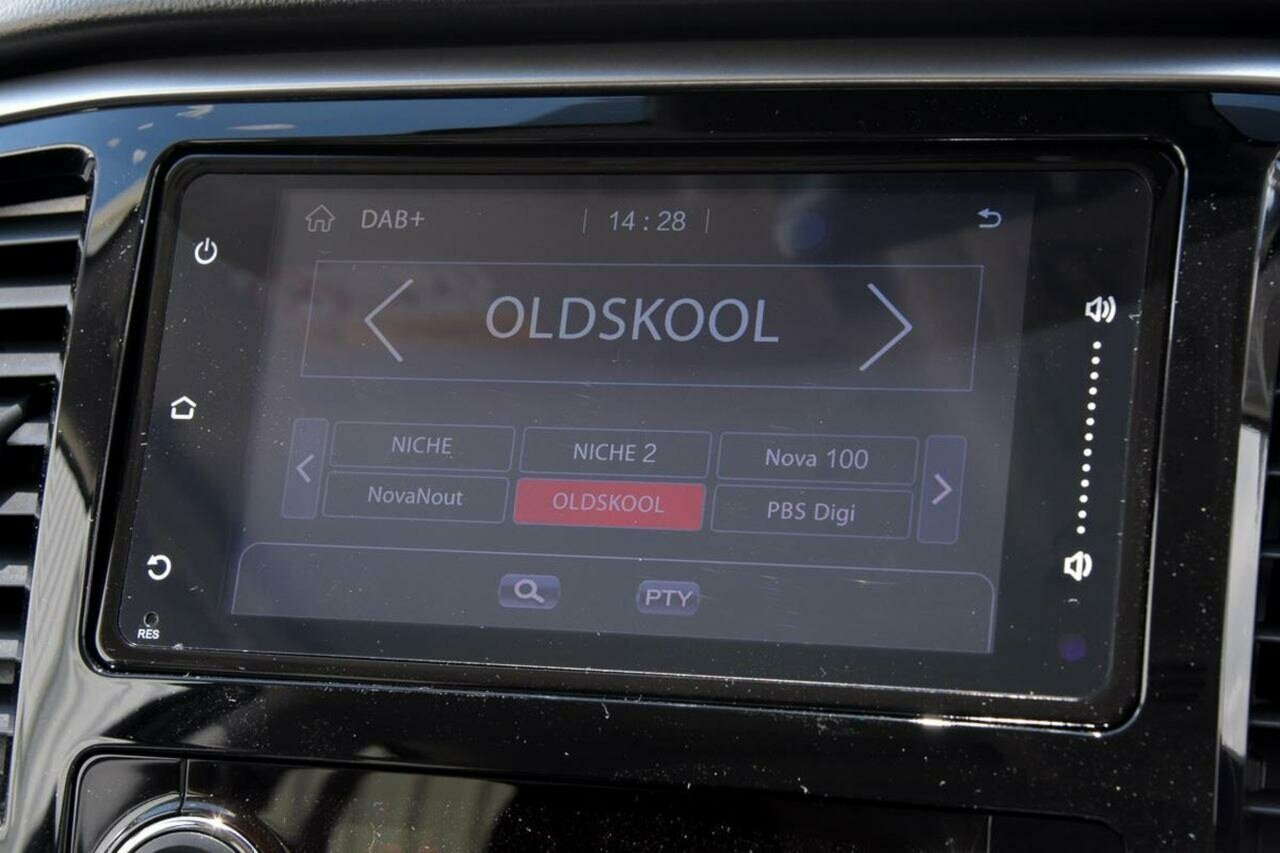 DAB+
14 : 28
OLDSKOOL
NICHE
NICHE 2
Nova 100
NovaNout
OLDSKOOL
PBS Digi
PTY
RES